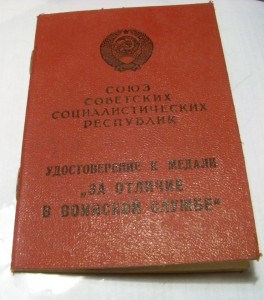 СОЮЗ
СОВЕТСКИХ
СОЦИАЛИСТИЧЕСКИХ
РЕСПУБЛИК
УДОСТОВЕРЕНИЕ К МЕДАЛИ
„ЗА ОТЛИЧИЕ
В ВОИНСКОЙ СЛУЖБЕ“